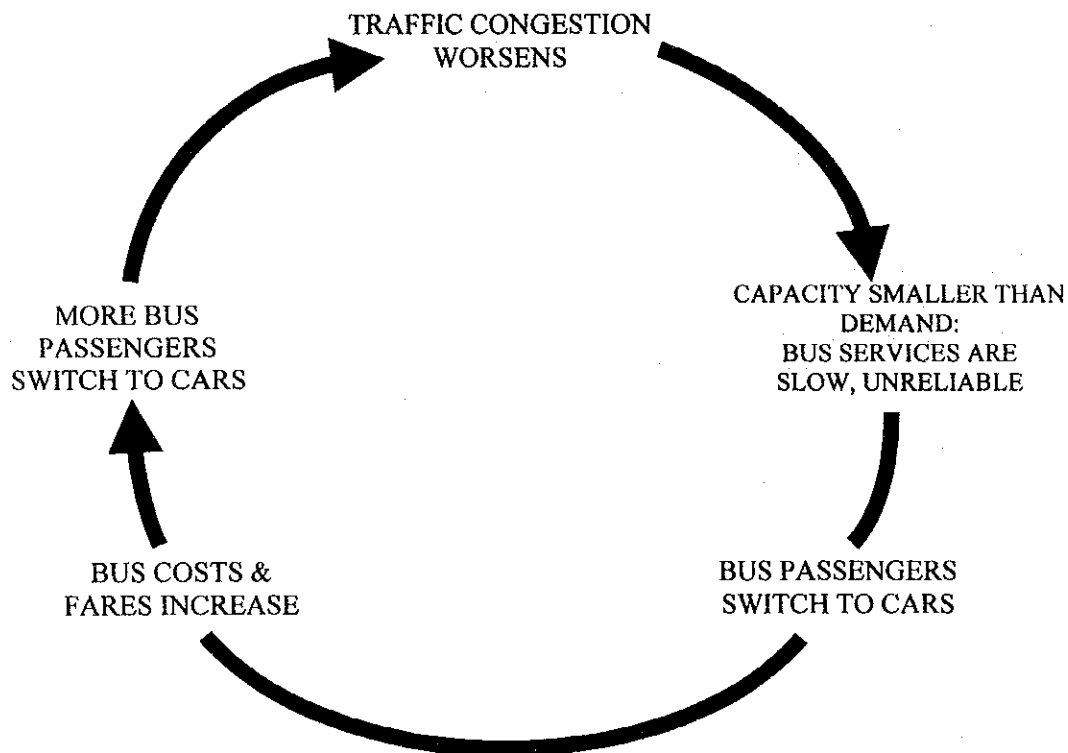 TRAFFIC CONGESTION
WORSENS
CAPACITY SMALLER THAN
DEMAND:
BUS SERVICES ARE
SLOW, UNRELIABLE
BUS PASSENGERS
SWITCH TO CARS
BUS COSTS &
FARES INCREASE
MORE BUS
PASSENGERS
SWITCH TO CARS